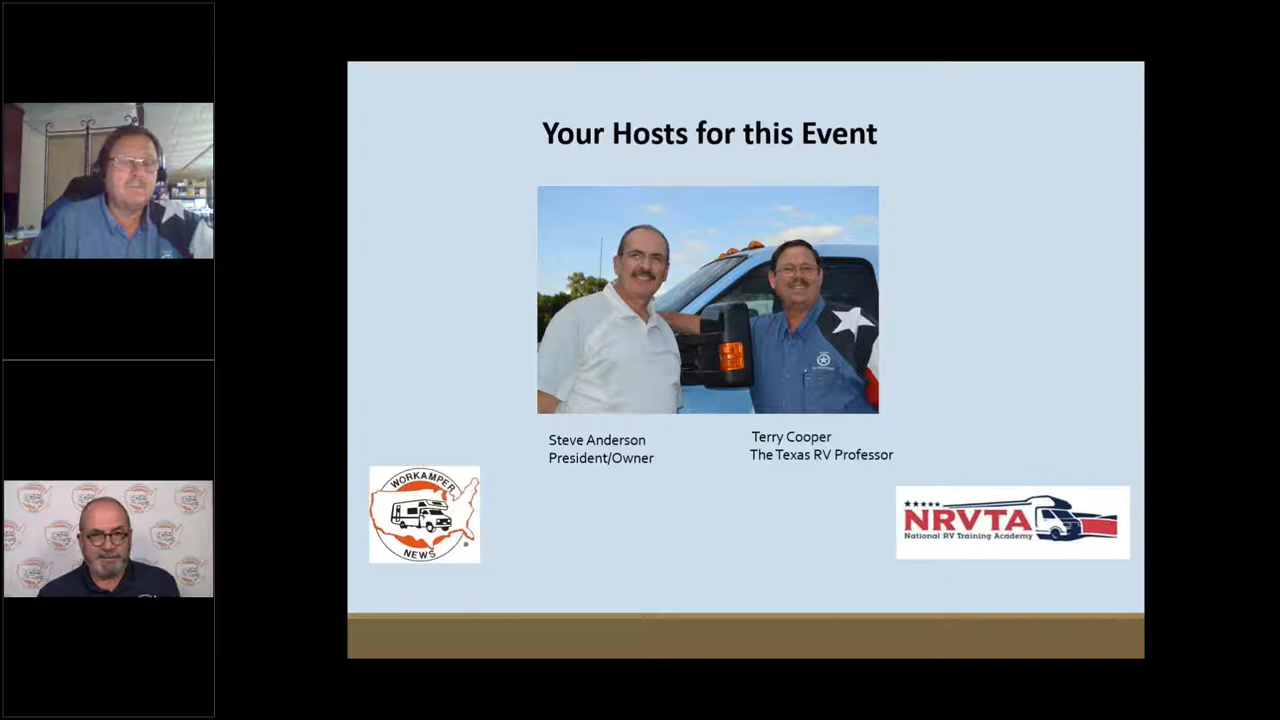 Your Hosts for this Event
Steve Anderson
President/Owner
Terry Cooper
The Texas RV Professor
WORKAMPER
NEWS
NRVTA
National RV Training Academy